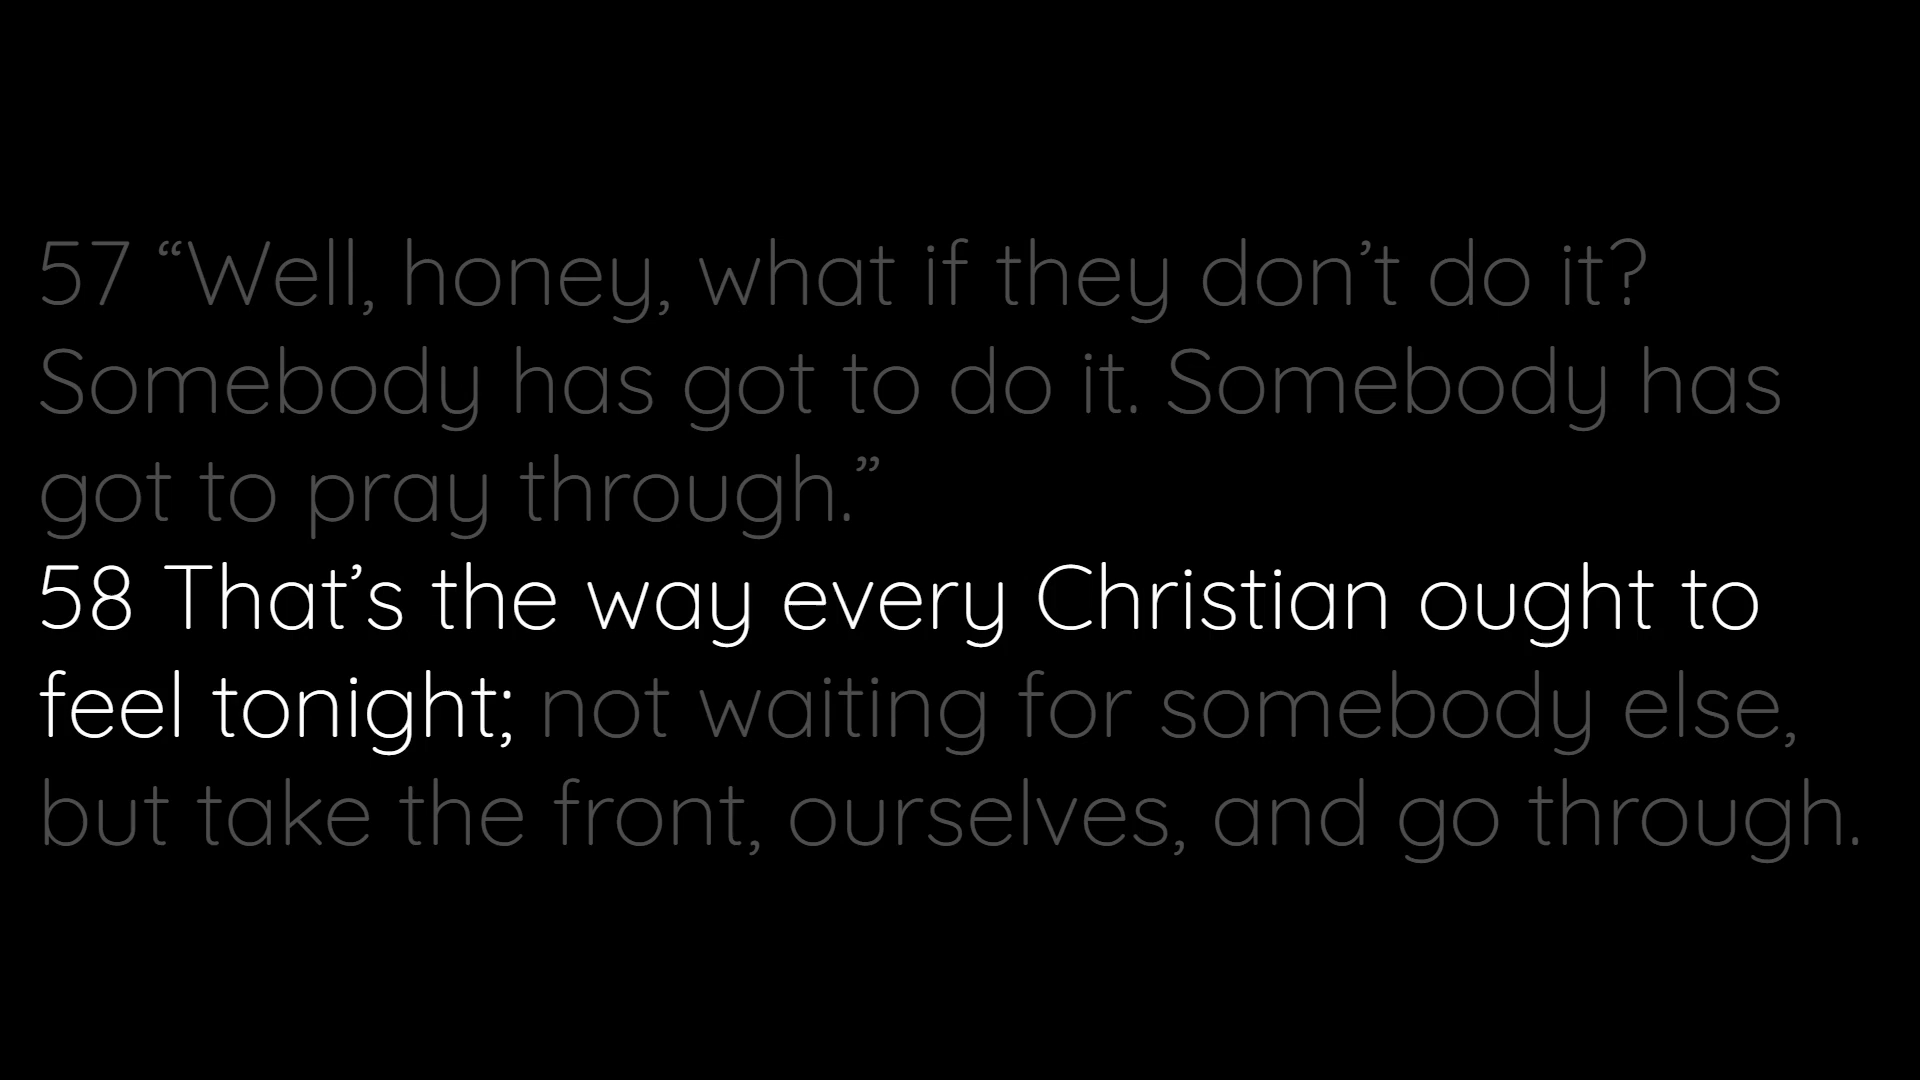 57 “Well, honey, what if they don’t do it?
Somebody has got to do it. Somebody has
got to pray through.”
58 That’s the way every Christian ought to
feel tonight; not waiting for somebody else,
but take the front, ourselves, and go through.